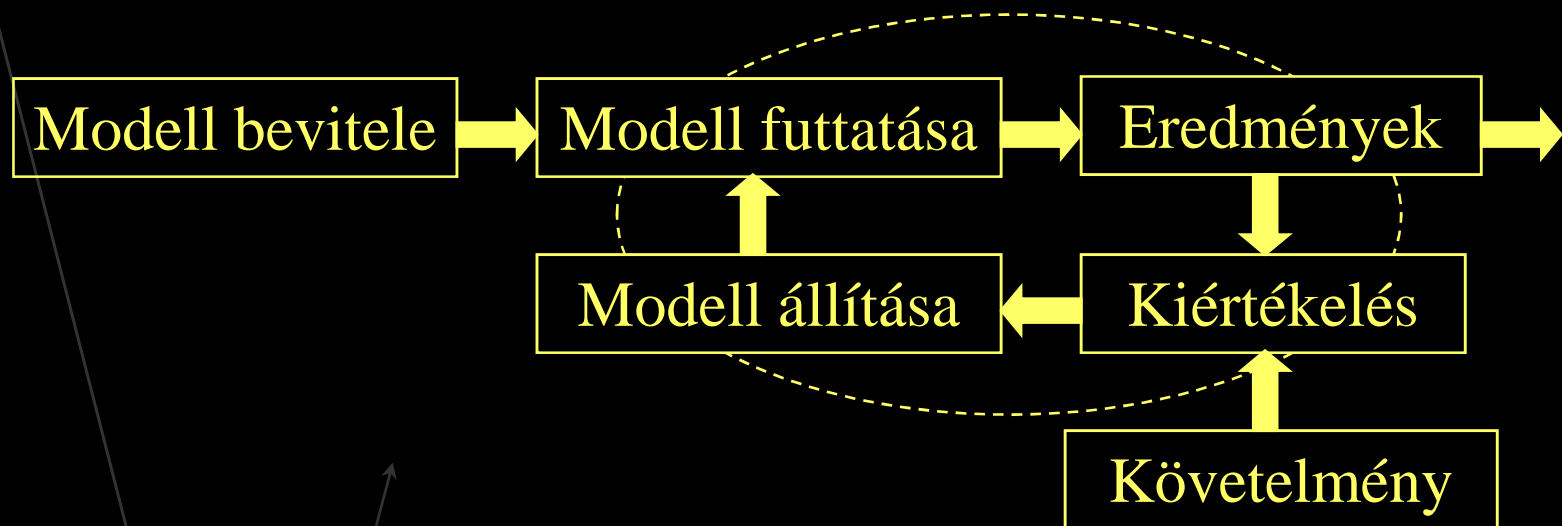 Modell bevitele
Modell futtatása
Eredmények
Modell állítása
Kiértékelés
Követelmény